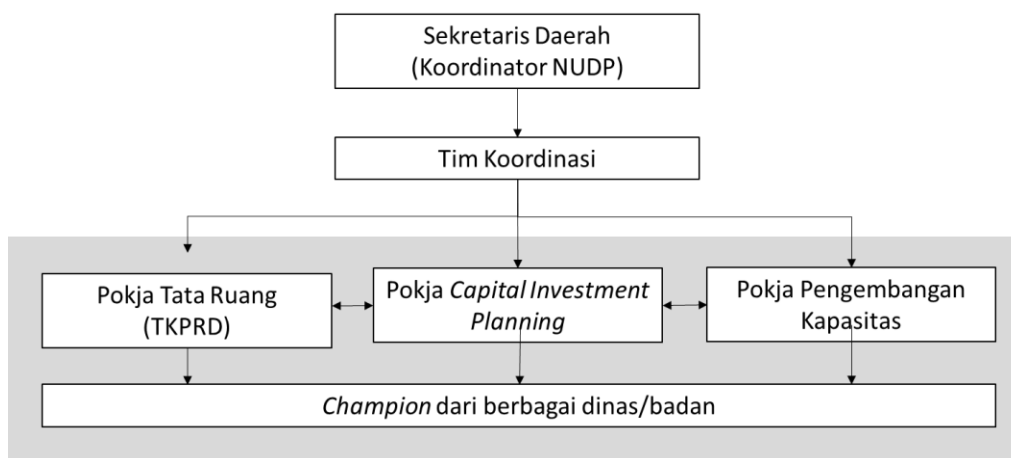 Sekretaris Daerah
(Koordinator NUDP)
Tim Koordinasi
Pokja Tata Ruang
(TKPRD)
Pokja Capital Investment
Planning
Pokja Pengembangan
Kapasitas
Champion dari berbagai dinas/badan